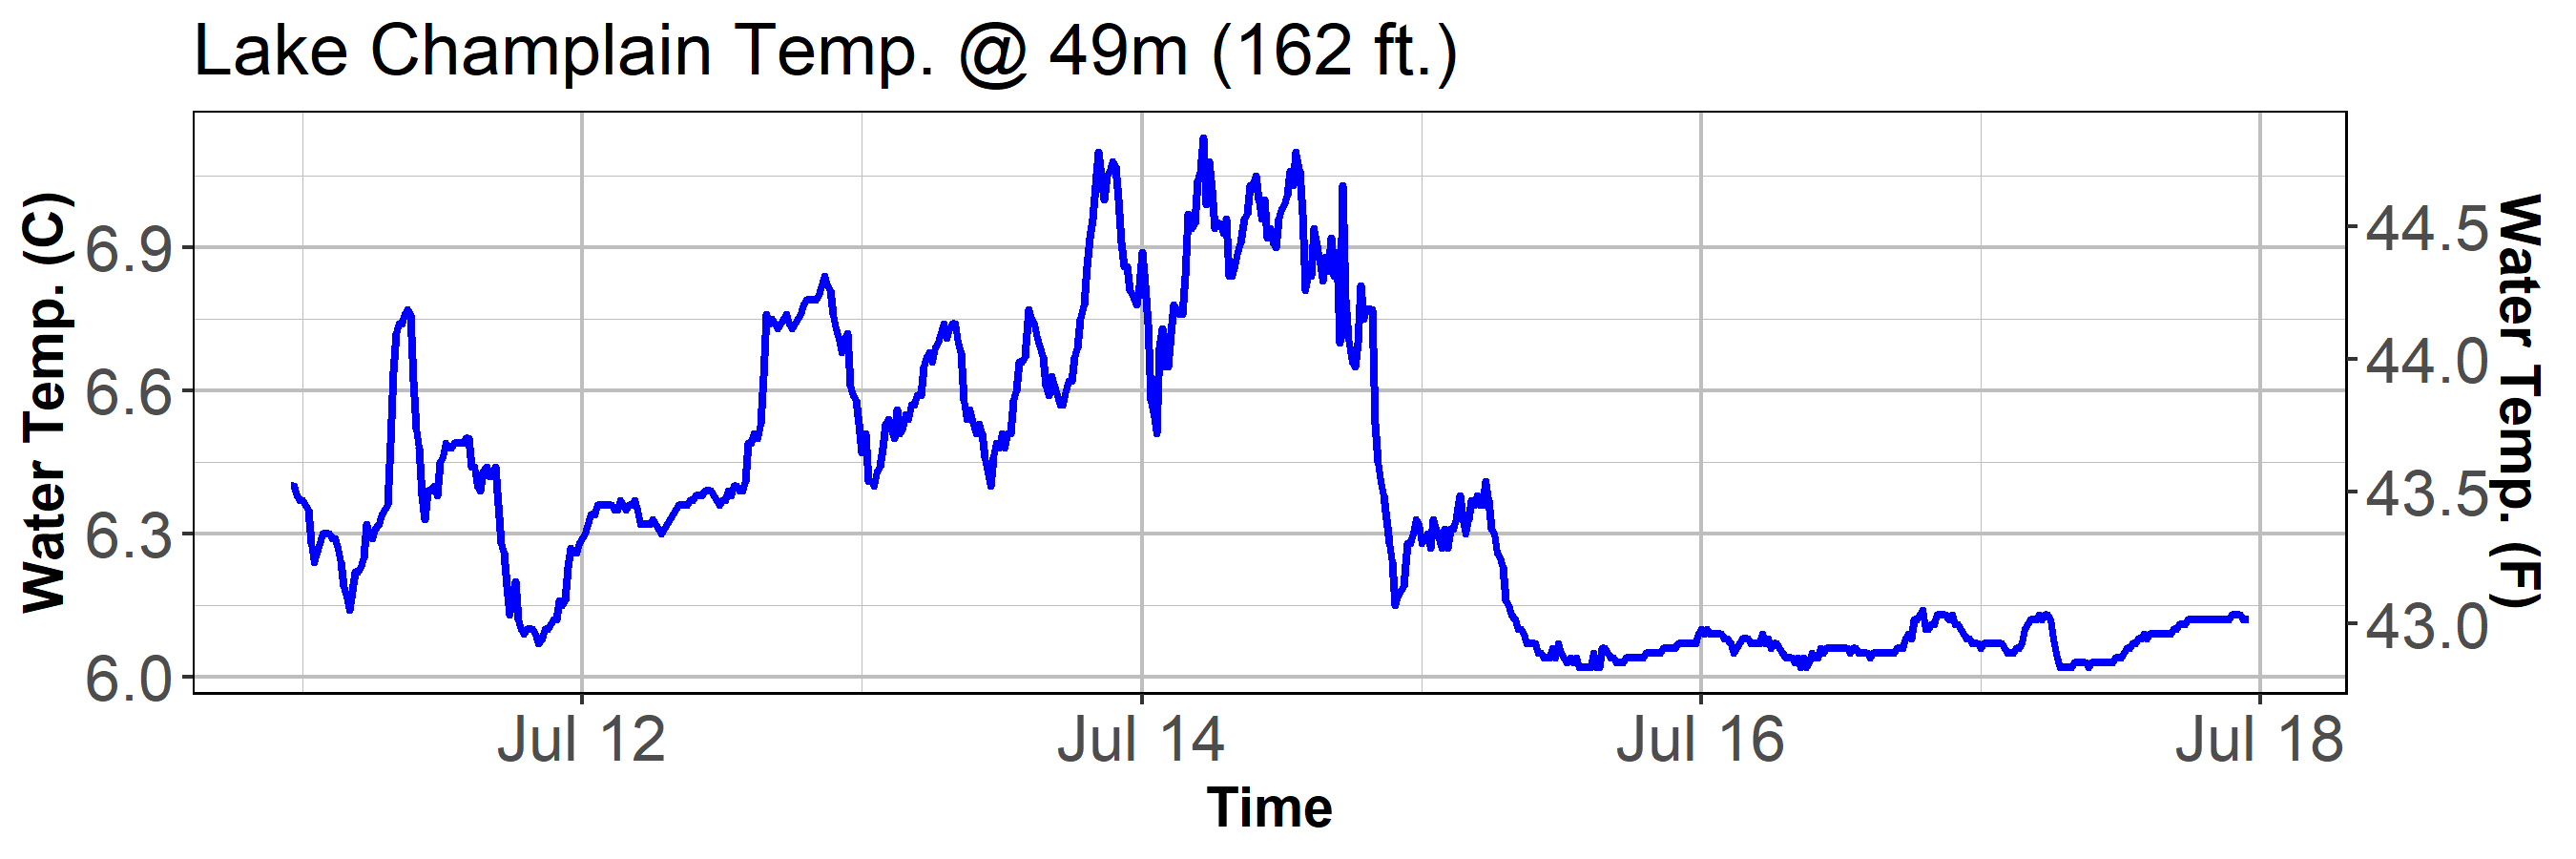 Lake Champlain Temp. @ 49m (162 ft.)
Water Temp. (C)
6.9
6.6
6.3
6.0
44.5
44.0
43.5
43.0
Water Temp. (F)
Jul 12
Jul 14
Jul 16
Jul 18
Time